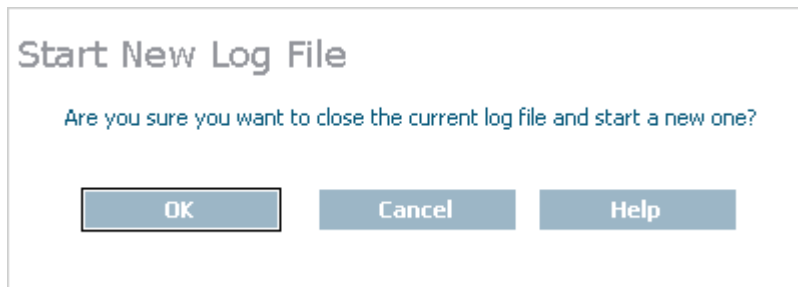 Start New Log File
Are you sure you want to close the current log file and start a new one?
OK Cancel Help